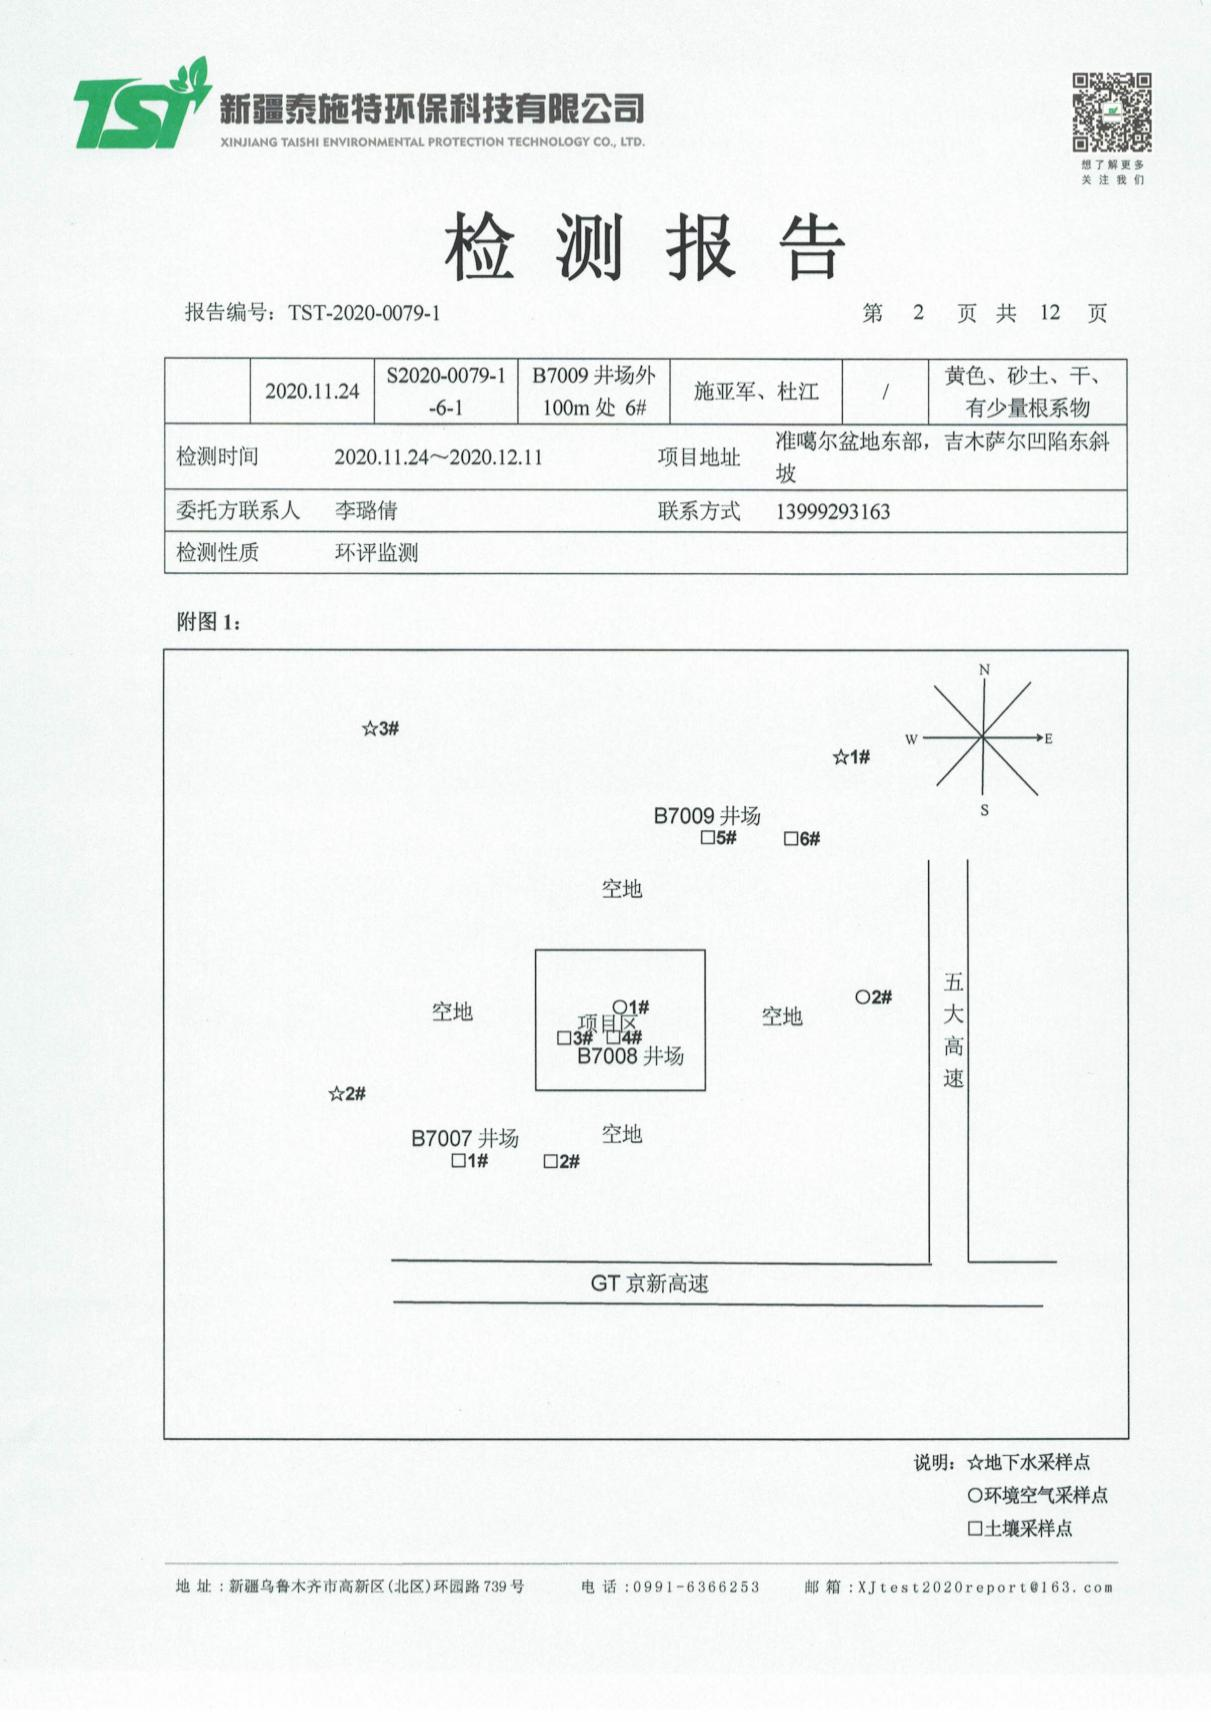 TST 新疆泰施特环保科技有限公司
XINJIANG TAISHI ENVIRONMENTAL PROTECTION TECHNOLOGY CO., LTD.
想了解更多
关注我们
检测报告
报告编号：TST-2020-0079-1 第 2 页 共 12 页
2020.11.24 S2020-0079-1-6-1 B7009 井场外100m 处 6# 施亚军、杜江 / 黄色、砂土、干、有少量根系物
检测时间 2020.11.24～2020.12.11 项目地址 准噶尔盆地东部，吉木萨尔凹陷东斜坡
委托方联系人 李璐倩 联系方式 13999293163
检测性质 环评监测
附图 1：
N
☆3#
W E
☆1#
S
B7009 井场
□5# □6#
空地
五大高速
○2#
空地 ○1# 空地
项目区
□3# □4#
B7008 井场
☆2#
空地
B7007 井场
□1# □2#
GT 京新高速
说明：☆地下水采样点
○环境空气采样点
□土壤采样点
地址:新疆乌鲁木齐市高新区(北区)环园路739号 电话:0991-6366253 邮箱:XJtest2020report@163.com